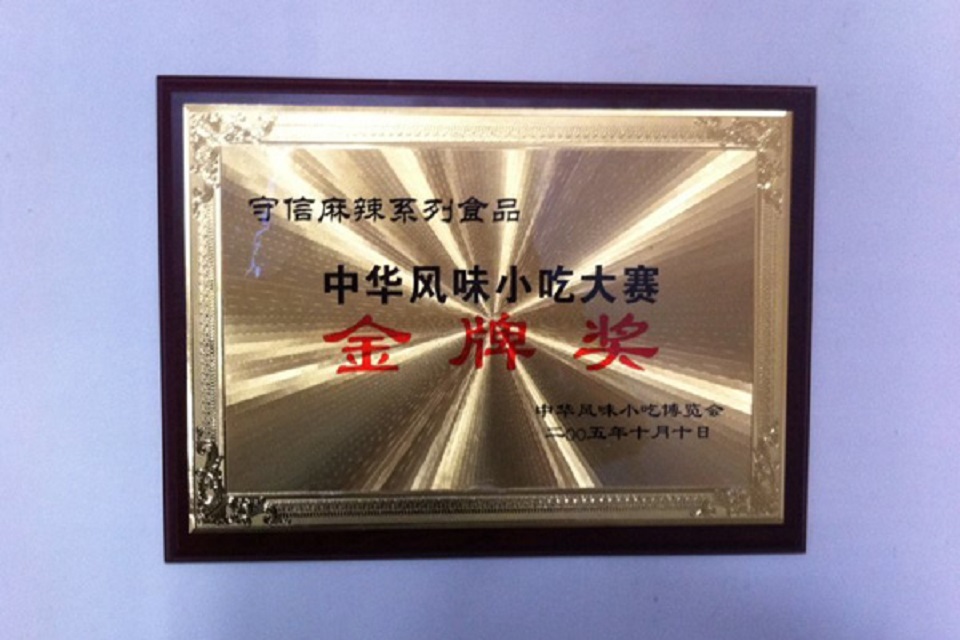 守信麻辣系列食品
中华风味小吃大赛
金牌奖
中华风味小吃博览会
二00五年十月十日